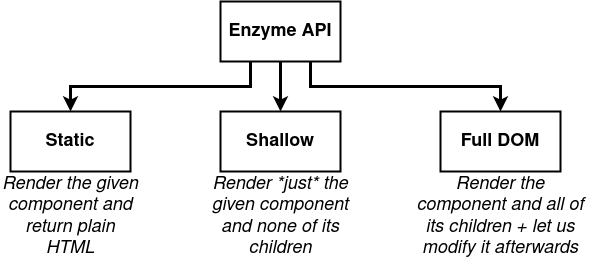 Enzyme API
Static
Render the given
component and
return plain
HTML
Shallow
Render *just* the
given component
and none of its
children
Full DOM
Render the
component and all of
its children + let us
modify it afterwards